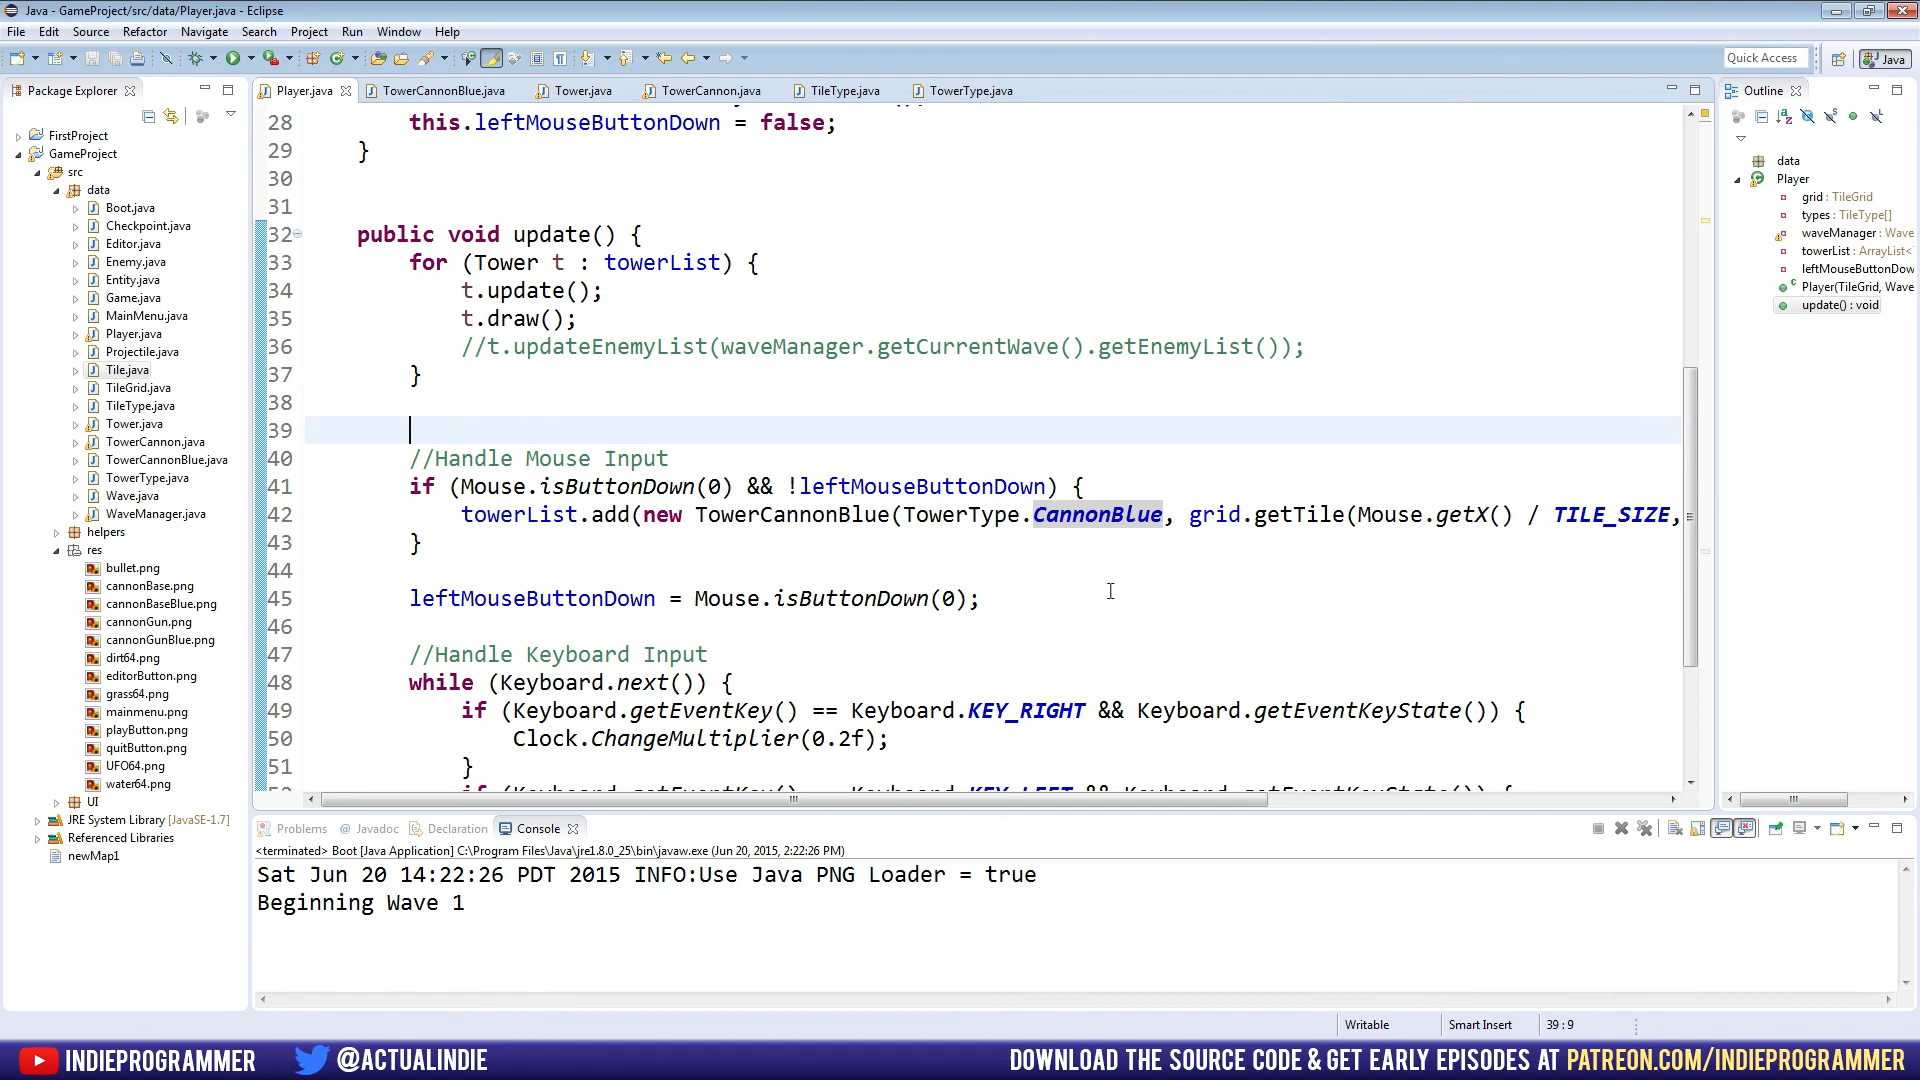 Java - GameProject/src/data/Player.java - Eclipse
File Edit Source Refactor Navigate Search Project Run Window Help
Quick Access
Java
Package Explorer
FirstProject
GameProject
src
data
Boot.java
Checkpoint.java
Editor.java
Enemy.java
Entity.java
Game.java
MainMenu.java
Player.java
Projectile.java
Tile.java
TileGrid.java
TileType.java
Tower.java
TowerCannon.java
TowerCannonBlue.java
TowerType.java
Wave.java
WaveManager.java
helpers
res
bullet.png
cannonBase.png
cannonBaseBlue.png
cannonGun.png
cannonGunBlue.png
dirt64.png
editorButton.png
grass64.png
mainmenu.png
playButton.png
quitButton.png
UFO64.png
water64.png
UI
JRE System Library [JavaSE-1.7]
Referenced Libraries
newMap1
Player.java TowerCannonBlue.java Tower.java TowerCannon.java TileType.java TowerType.java
28 this.leftMouseButtonDown = false;
29 }
30
31
32 public void update() {
33 for (Tower t : towerList) {
34 t.update();
35 t.draw();
36 //t.updateEnemyList(waveManager.getCurrentWave().getEnemyList());
37 }
38
39
40 //Handle Mouse Input
41 if (Mouse.isButtonDown(0) && !leftMouseButtonDown) {
42 towerList.add(new TowerCannonBlue(TowerType.CannonBlue, grid.getTile(Mouse.getX() / TILE_SIZE,
43 }
44
45 leftMouseButtonDown = Mouse.isButtonDown(0);
46
47 //Handle Keyboard Input
48 while (Keyboard.next()) {
49 if (Keyboard.getEventKey() == Keyboard.KEY_RIGHT && Keyboard.getEventKeyState()) {
50 Clock.ChangeMultiplier(0.2f);
51 }
Outline
data
Player
grid : TileGrid
types : TileType[]
waveManager : Wave
towerList : ArrayList<
leftMouseButtonDow
Player(TileGrid, Wave
update() : void
Problems Javadoc Declaration Console
<terminated> Boot [Java Application] C:\Program Files\Java\jre1.8.0_25\bin\javaw.exe (Jun 20, 2015, 2:22:26 PM)
Sat Jun 20 14:22:26 PDT 2015 INFO:Use Java PNG Loader = true
Beginning Wave 1
Writable Smart Insert 39 : 9
INDIEPROGRAMMER @ACTUALINDIE DOWNLOAD THE SOURCE CODE & GET EARLY EPISODES AT PATREON.COM/INDIEPROGRAMMER